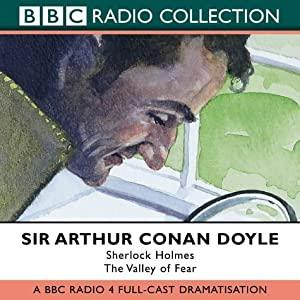 BBC RADIO COLLECTION
SIR ARTHUR CONAN DOYLE
Sherlock Holmes
The Valley of Fear
A BBC RADIO 4 FULL-CAST DRAMATISATION